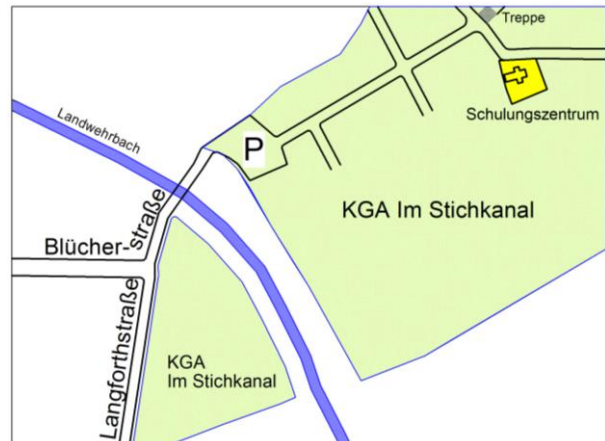 Treppe
Schulungszentrum
Landwehrbach
P
KGA Im Stichkanal
Blücher-straße
Langforthstraße
KGA
Im Stichkanal